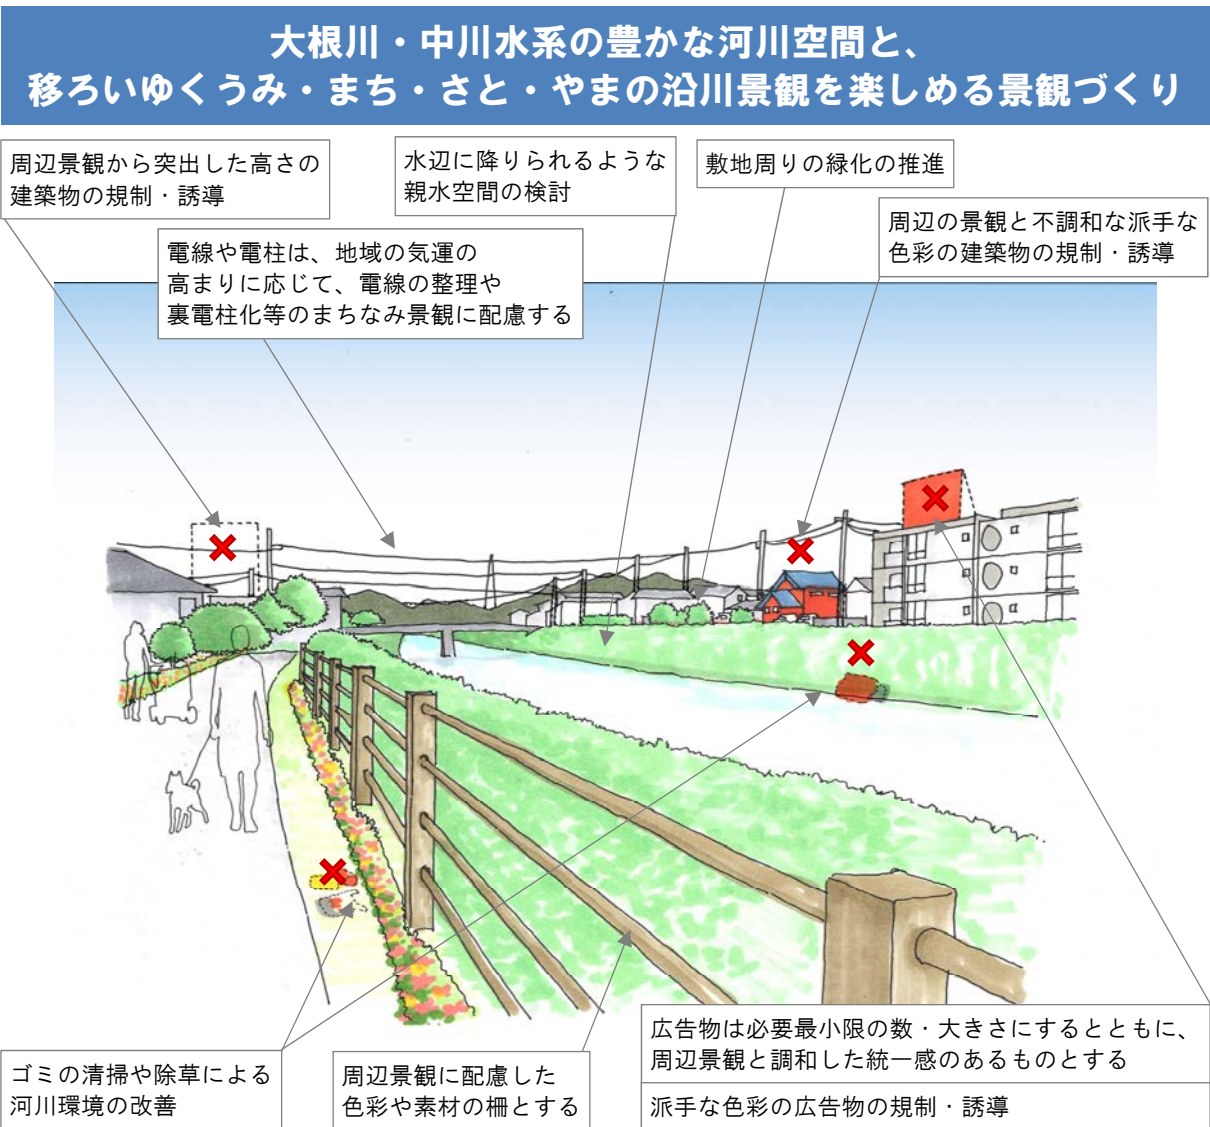 大根川・中川水系の豊かな河川空間と、
移ろいゆくうみ・まち・さと・やまの沿川景観を楽しめる景観づくり
周辺景観から突出した高さの
建築物の規制・誘導
水辺に降りられるような
親水空間の検討
敷地周りの緑化の推進
周辺の景観と不調和な派手な
色彩の建築物の規制・誘導
電線や電柱は、地域の気運の
高まりに応じて、電線の整理や
裏電柱化等のまちなみ景観に配慮する
ゴミの清掃や除草による
河川環境の改善
周辺景観に配慮した
色彩や素材の柵とする
広告物は必要最小限の数・大きさにするとともに、
周辺景観と調和した統一感のあるものとする
派手な色彩の広告物の規制・誘導